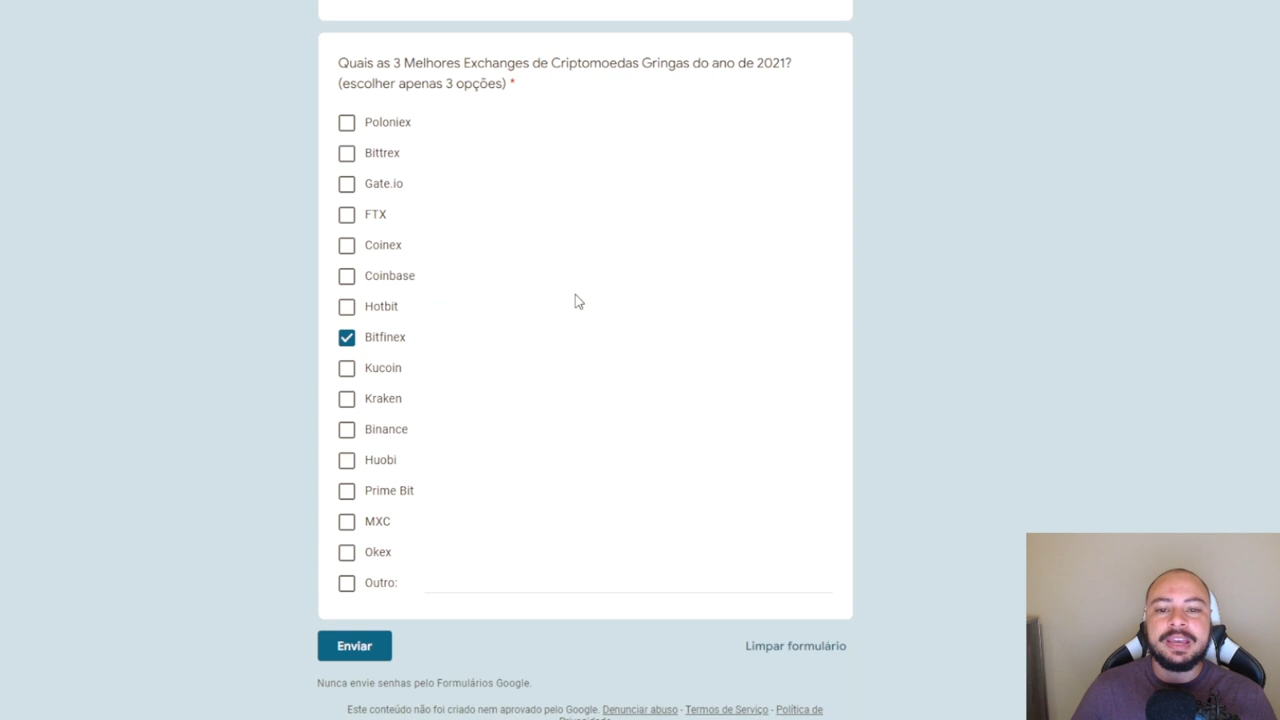 Quais as 3 Melhores Exchanges de Criptomoedas Gringas do ano de 2021?
(escolher apenas 3 opções) *
Poloniex
Bittrex
Gate.io
FTX
Coinex
Coinbase
Hotbit
Bitfinex
Kucoin
Kraken
Binance
Huobi
Prime Bit
MXC
Okex
Outro:
Enviar
Limpar formulário
Nunca envie senhas pelo Formulários Google.
Este conteúdo não foi criado nem aprovado pelo Google. Denunciar abuso - Termos de Serviço - Política de
Privacidade